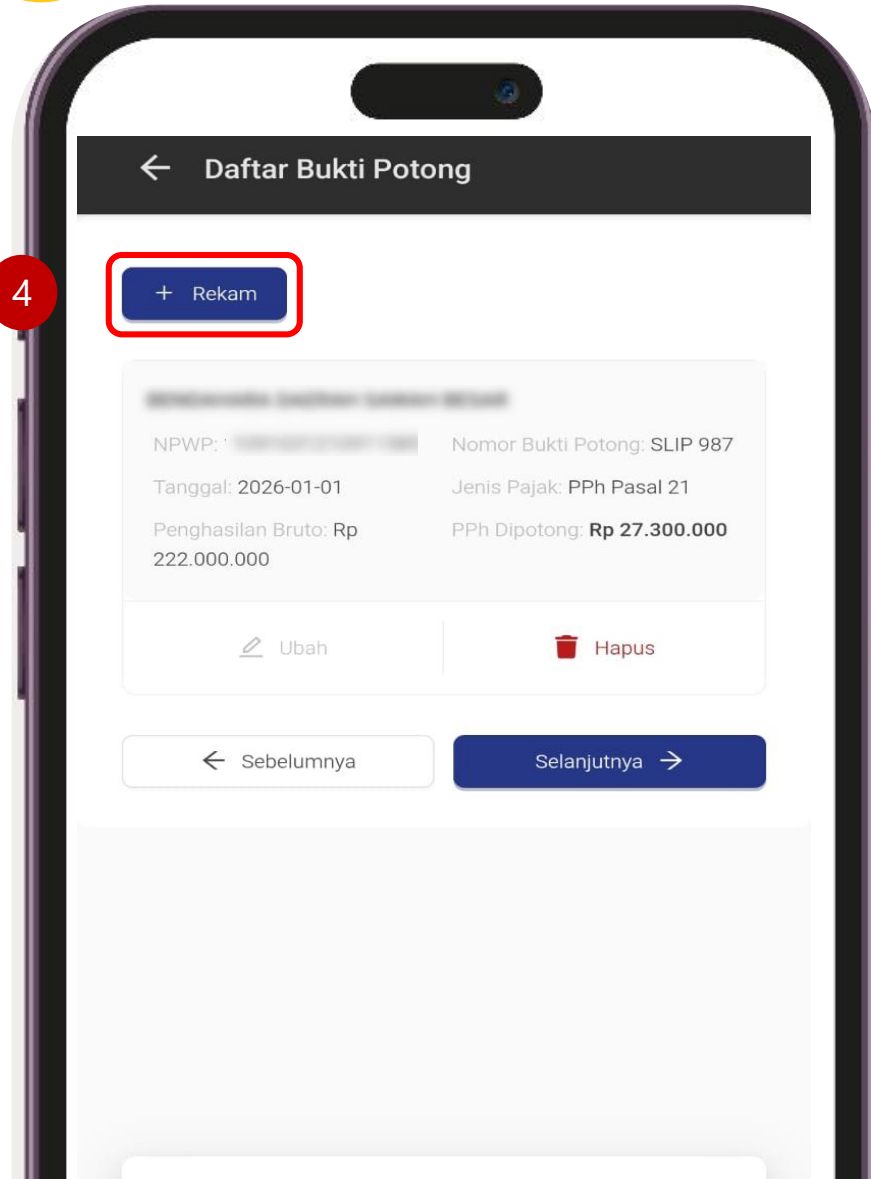 Daftar Bukti Potong
4
+ Rekam
NPWP:
Nomor Bukti Potong: SLIP 987
Tanggal: 2026-01-01
Jenis Pajak: PPh Pasal 21
Penghasilan Bruto: Rp
222.000.000
PPh Dipotong: Rp 27.300.000
Ubah
Hapus
← Sebelumnya
Selanjutnya →